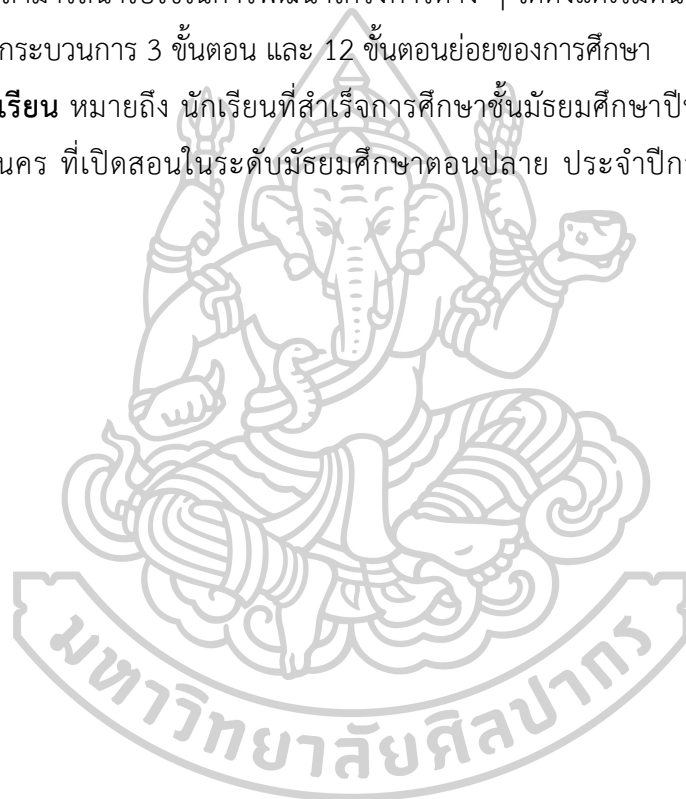 กระบวนการ 3 ขั้นตอน และ 12 ขั้นตอนย่อยของการศึกษา
เรียน หมายถึง นักเรียนที่สำเร็จการศึกษาชั้นมัธยมศึกษาปี
นคร ที่เปิดสอนในระดับมัธยมศึกษาตอนปลาย ประจำปีก
มหาวิทยาลัยศิลปากร